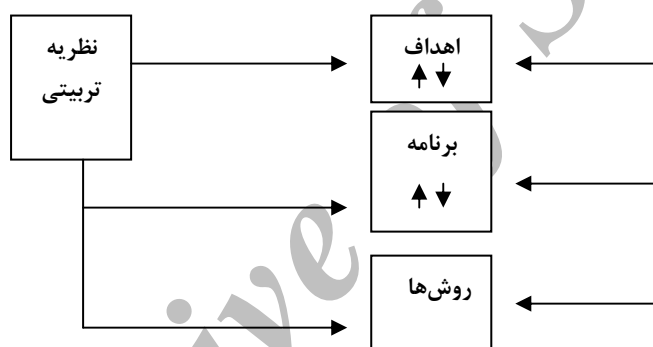 نظریه
تربیتی
اهداف
برنامه
روش‌ها